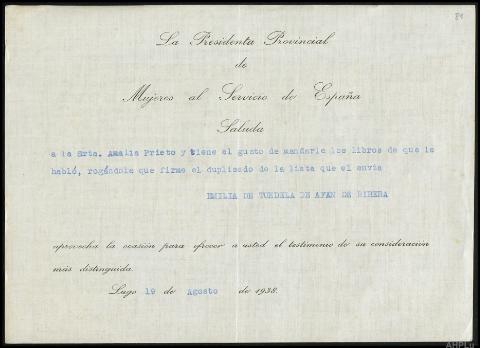 81
La Presidenta Provincial
de
Mujeres al Servicio de España
Saluda
a la Srta. Amalia Prieto y tiene el gusto de mandarle los libros de que le
habló, rogándole que firme el duplicado de la lista que el envia
EMILIA DE TUNDELA DE AFAN DE RIBERA
aprovecha la ocasión para ofrecer a usted el testimonio de su consideración
más distinguida.
Lugo 19 de Agosto de 1938.
AHPLu